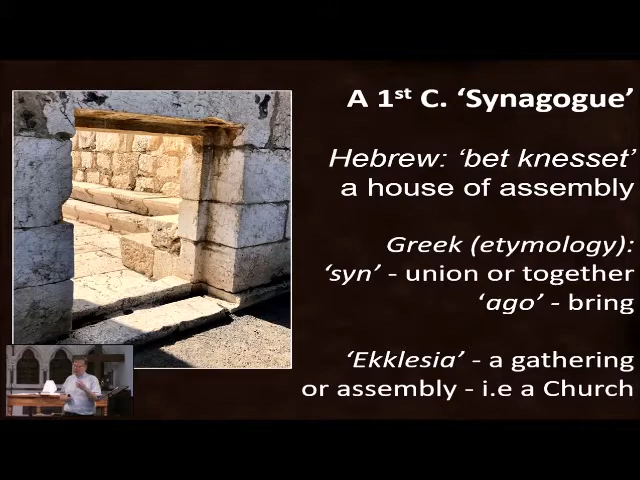 A 1st C. ‘Synagogue’
Hebrew: ‘bet knesset’
a house of assembly
Greek (etymology):
‘syn’ - union or together
‘ago’ - bring
‘Ekklesia’ - a gathering
or assembly - i.e a Church